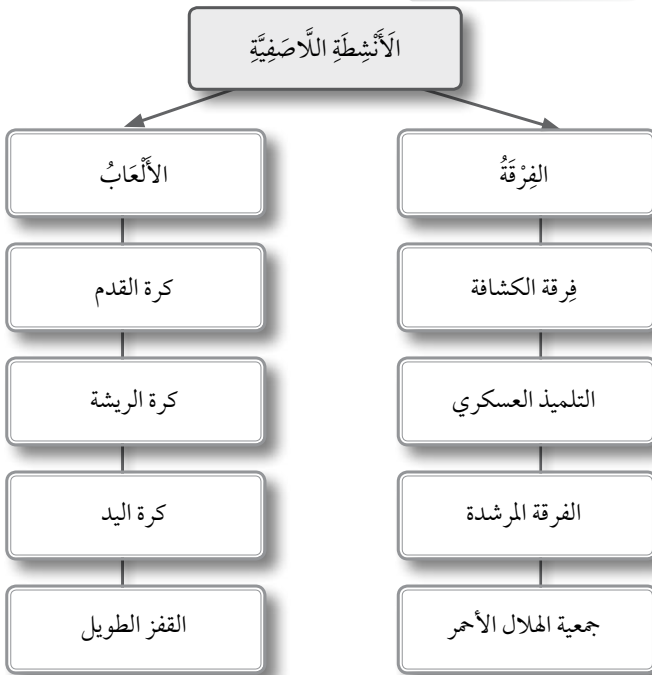 الَأَنْشِطَةِ اللَّاصَفِيَّةِ
الفِرْقَةُ
الأَلْعَابُ
فِرقة الكشافة
كرة القدم
التلميذ العسكري
كرة الريشة
الفرقة المرشدة
كرة اليد
جمعية الهلال الأحمر
القفز الطويل